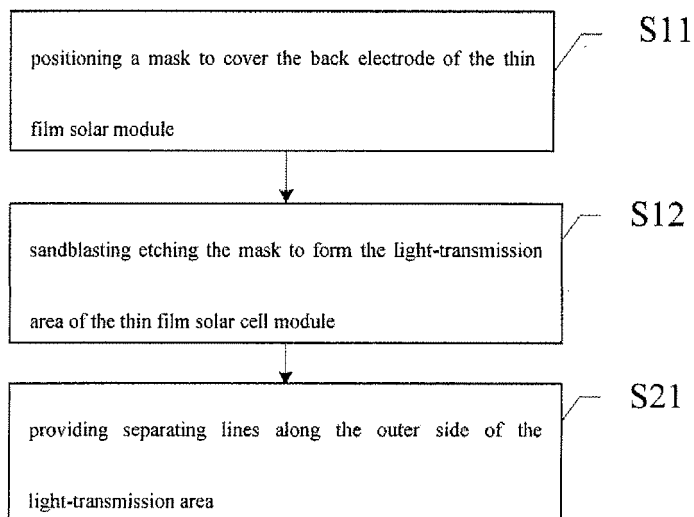 S11
positioning a mask to cover the back electrode of the thin
film solar module
S12
sandblasting etching the mask to form the light-transmission
area of the thin film solar cell module
S21
providing separating lines along the outer side of the
light-transmission area